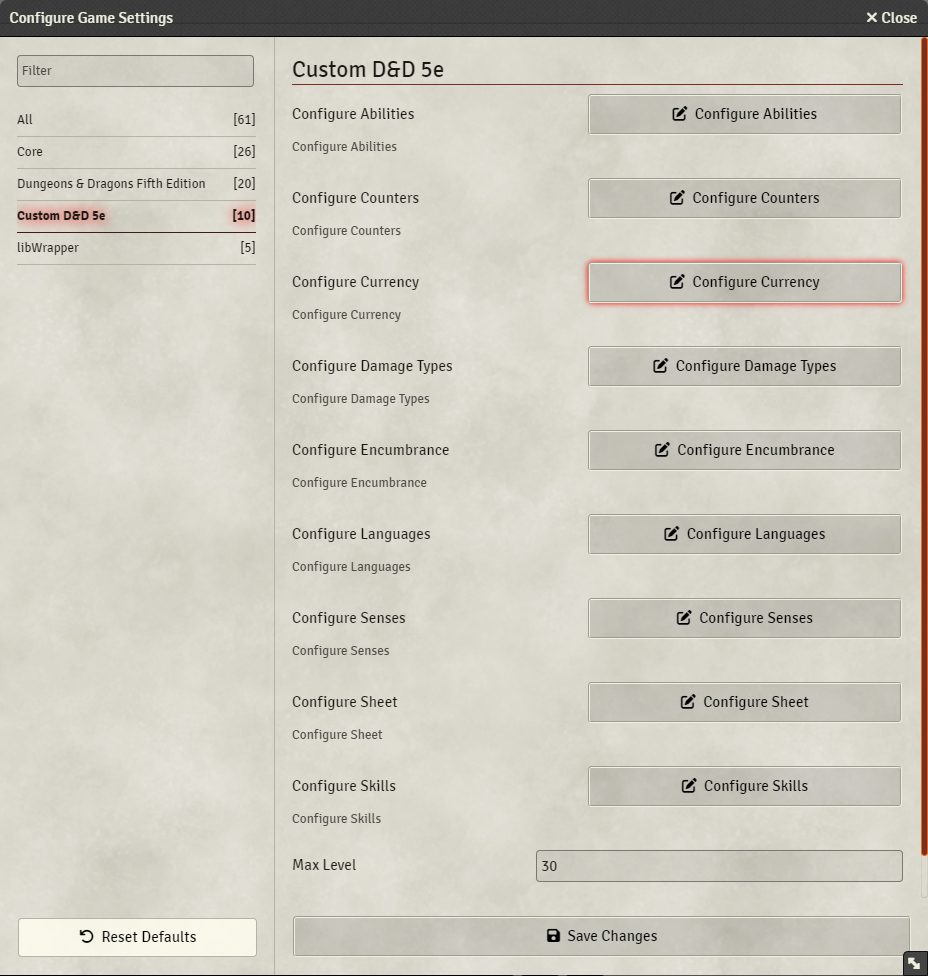 Configure Game Settings
Close
Filter
All [61]
Core [26]
Dungeons & Dragons Fifth Edition [20]
Custom D&D 5e [10]
libWrapper [5]
Reset Defaults
Custom D&D 5e
Configure Abilities
Configure Abilities
Configure Abilities
Configure Counters
Configure Counters
Configure Counters
Configure Currency
Configure Currency
Configure Currency
Configure Damage Types
Configure Damage Types
Configure Damage Types
Configure Encumbrance
Configure Encumbrance
Configure Encumbrance
Configure Languages
Configure Languages
Configure Languages
Configure Senses
Configure Senses
Configure Senses
Configure Sheet
Configure Sheet
Configure Sheet
Configure Skills
Configure Skills
Configure Skills
Max Level
30
Save Changes